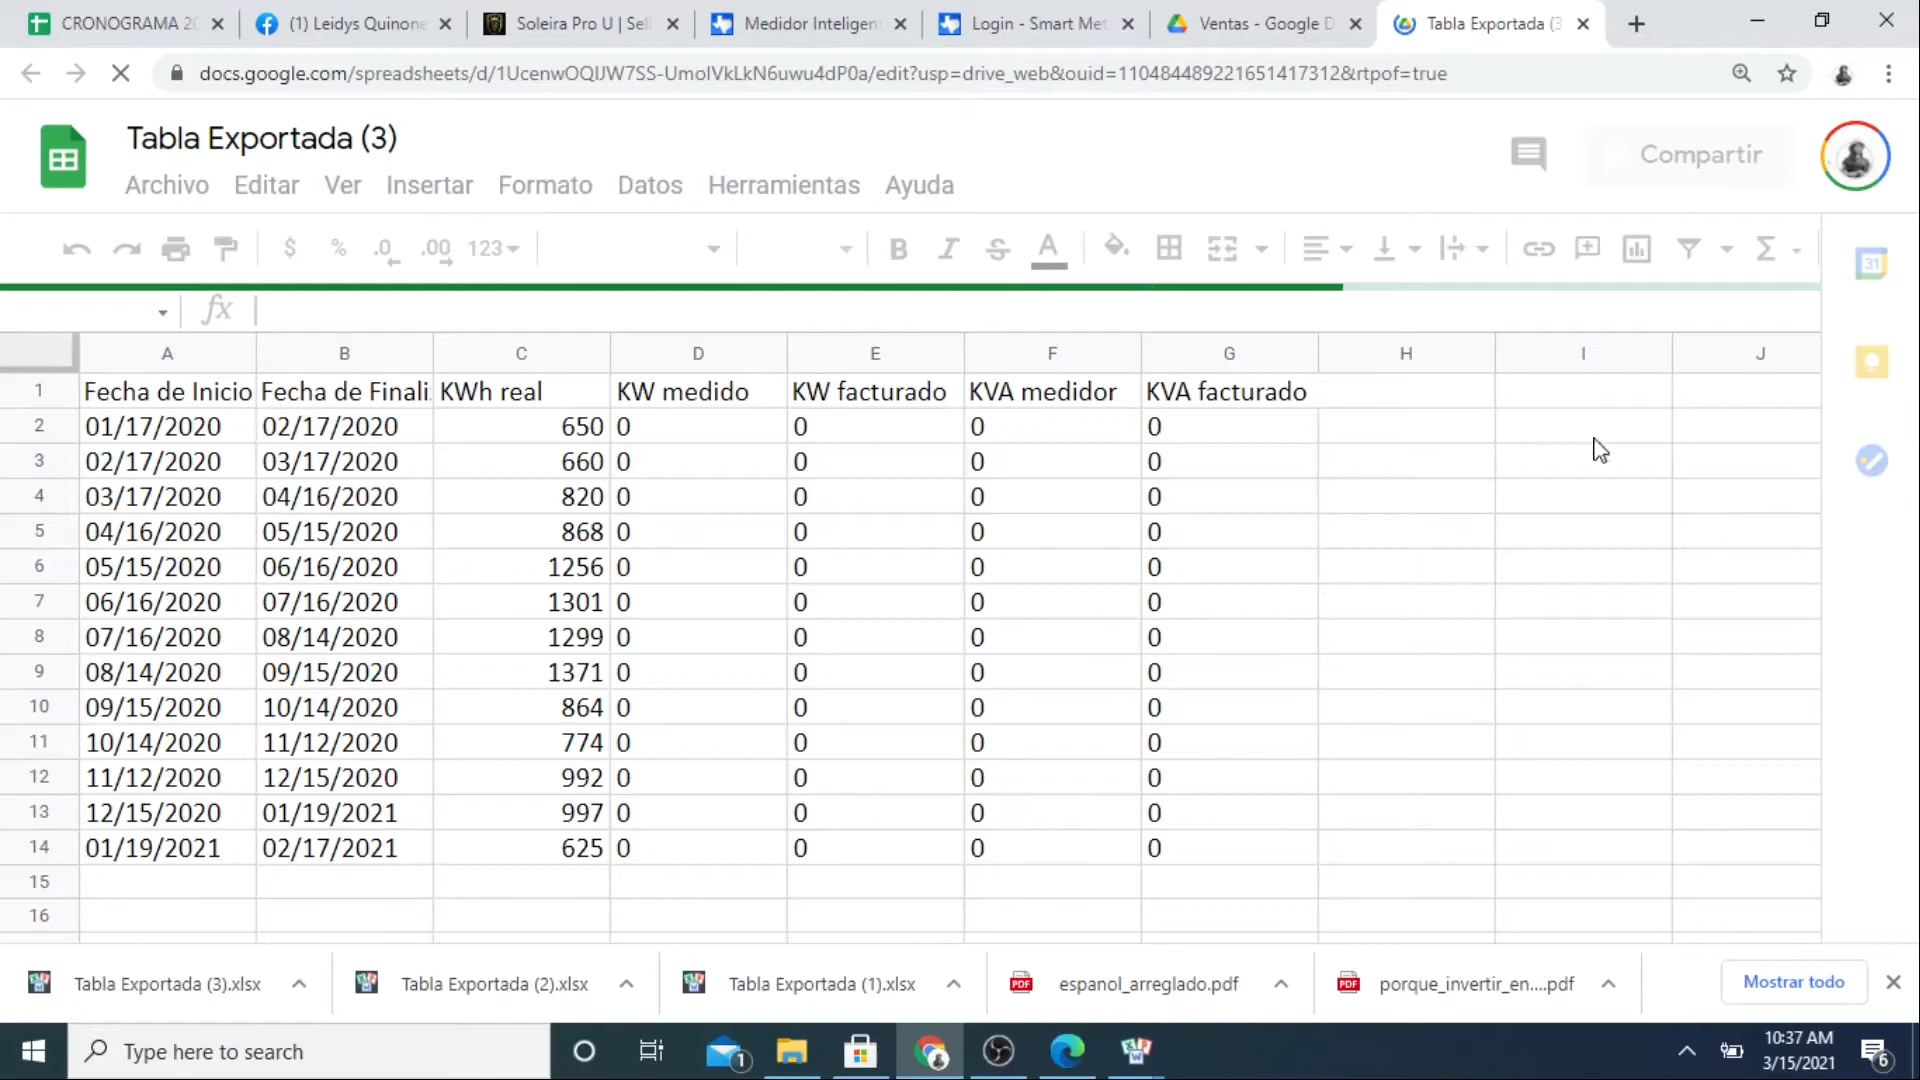 CRONOGRAMA 20
(1) Leidys Quinone
Soleira Pro U | Sell
Medidor Inteligen
Login - Smart Met
Ventas - Google D
Tabla Exportada (3
docs.google.com/spreadsheets/d/1UcenwOQIJW7SS-UmoIVkLkN6uwu4dP0a/edit?usp=drive_web&ouid=110484489221651417312&rtpof=true
Tabla Exportada (3)
Archivo Editar Ver Insertar Formato Datos Herramientas Ayuda
Compartir
$ % .0 .00 123
B I S A
31
fx
A B C D E F G H I J
1 Fecha de Inicio Fecha de Finali KWh real KW medido KW facturado KVA medidor KVA facturado
2 01/17/2020 02/17/2020 650 0 0 0 0
3 02/17/2020 03/17/2020 660 0 0 0 0
4 03/17/2020 04/16/2020 820 0 0 0 0
5 04/16/2020 05/15/2020 868 0 0 0 0
6 05/15/2020 06/16/2020 1256 0 0 0 0
7 06/16/2020 07/16/2020 1301 0 0 0 0
8 07/16/2020 08/14/2020 1299 0 0 0 0
9 08/14/2020 09/15/2020 1371 0 0 0 0
10 09/15/2020 10/14/2020 864 0 0 0 0
11 10/14/2020 11/12/2020 774 0 0 0 0
12 11/12/2020 12/15/2020 992 0 0 0 0
13 12/15/2020 01/19/2021 997 0 0 0 0
14 01/19/2021 02/17/2021 625 0 0 0 0
15
16
Tabla Exportada (3).xlsx
Tabla Exportada (2).xlsx
Tabla Exportada (1).xlsx
PDF espanol_arreglado.pdf
PDF porque_invertir_en....pdf
Mostrar todo
Type here to search
1
10:37 AM
3/15/2021
6